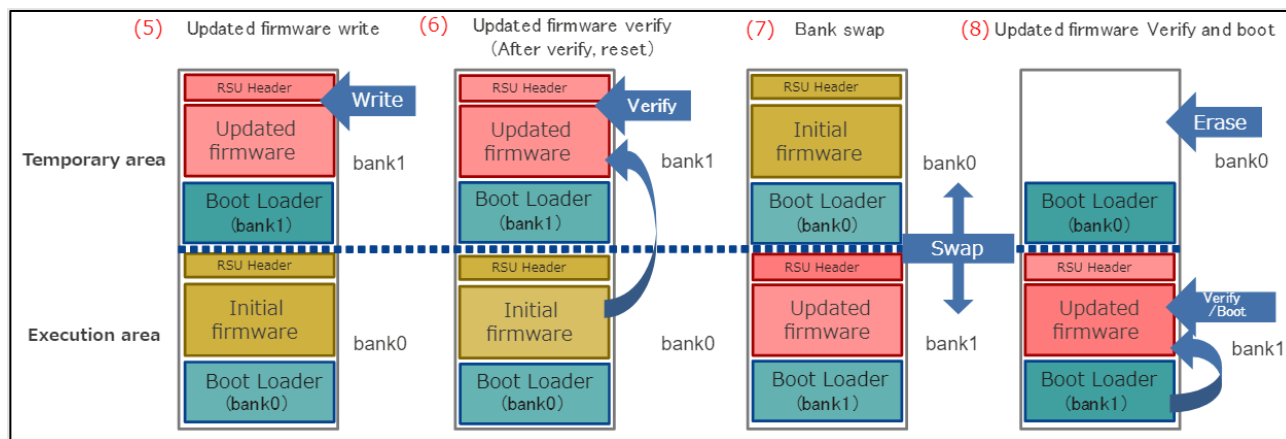 (5) Updated firmware write
(6) Updated firmware verify
(After verify, reset)
(7) Bank swap
(8) Updated firmware Verify and boot
Temporary area
Execution area
RSU Header
Write
Updated
firmware
bank1
Boot Loader
(bank1)
RSU Header
Initial
firmware
bank0
Boot Loader
(bank0)
RSU Header
Verify
Updated
firmware
bank1
Boot Loader
(bank1)
RSU Header
Initial
firmware
bank0
Boot Loader
(bank0)
RSU Header
Initial
firmware
bank0
Boot Loader
(bank0)
Swap
RSU Header
Updated
firmware
bank1
Boot Loader
(bank1)
Erase
bank0
Boot Loader
(bank0)
RSU Header
Updated
firmware
Verify
/Boot
bank1
Boot Loader
(bank1)